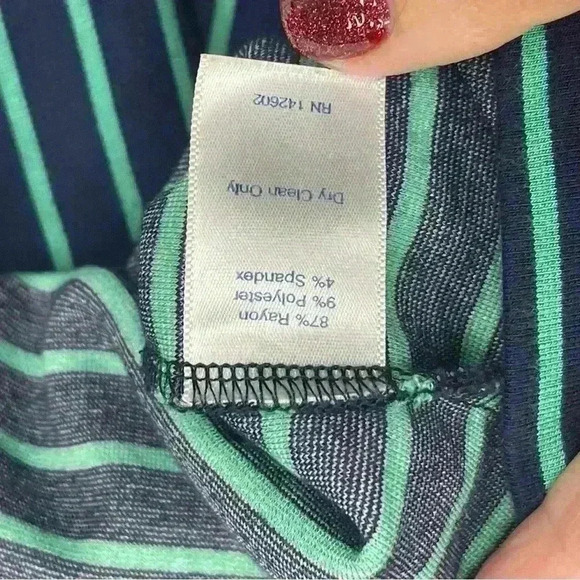 87% Rayon
9% Polyester
4% Spandex
Dry Clean Only
RN 142602